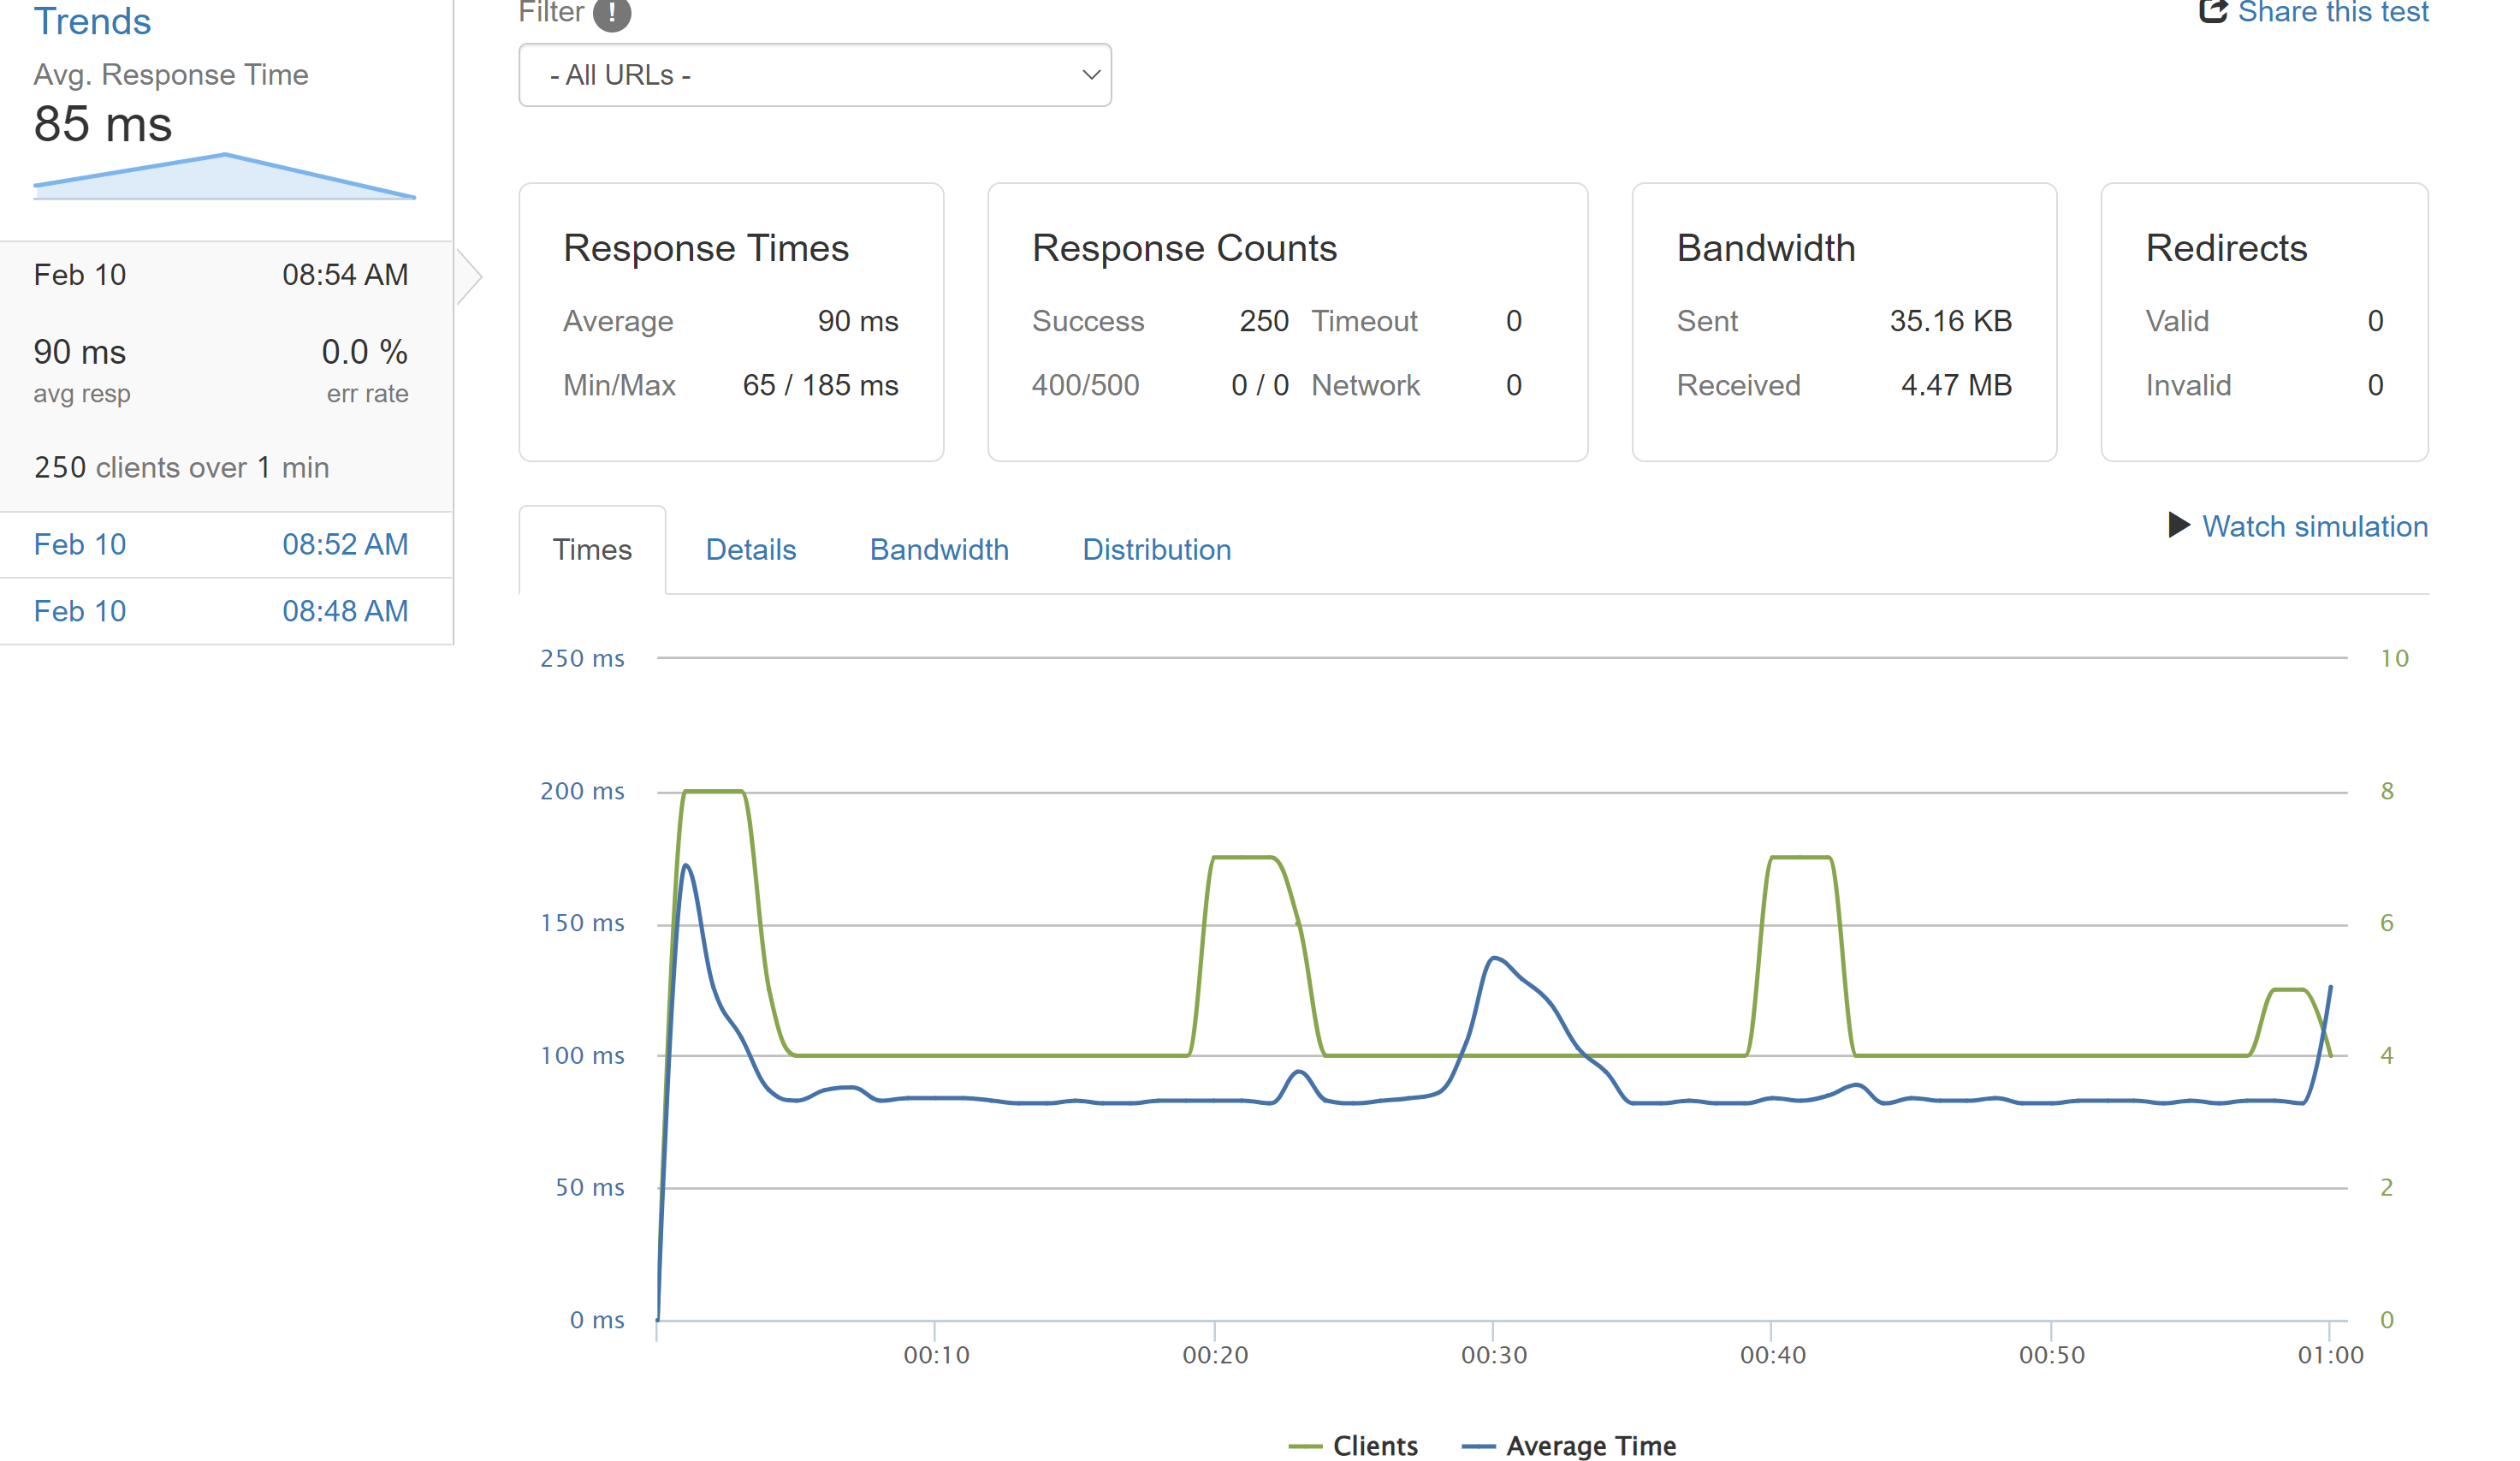 Trends
Avg. Response Time
85 ms
Feb 10 08:54 AM
90 ms 0.0 %
avg resp err rate
250 clients over 1 min
Feb 10 08:52 AM
Feb 10 08:48 AM
Filter !
Share this test
- All URLs -
Response Times
Average 90 ms
Min/Max 65 / 185 ms
Response Counts
Success 250 Timeout 0
400/500 0 / 0 Network 0
Bandwidth
Sent 35.16 KB
Received 4.47 MB
Redirects
Valid 0
Invalid 0
Watch simulation
Times Details Bandwidth Distribution
250 ms 10
200 ms 8
150 ms 6
100 ms 4
50 ms 2
0 ms 0
00:10 00:20 00:30 00:40 00:50 01:00
Clients Average Time